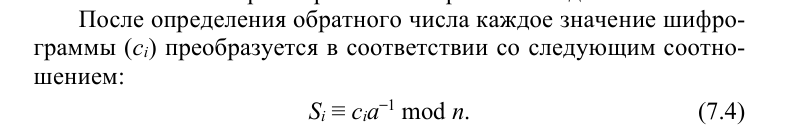 После определения обратного числа каждое значение шифро-
граммы (cᵢ) преобразуется в соответствии со следующим соотно-
шением:
Sᵢ ≡ cᵢa⁻¹ mod n. (7.4)